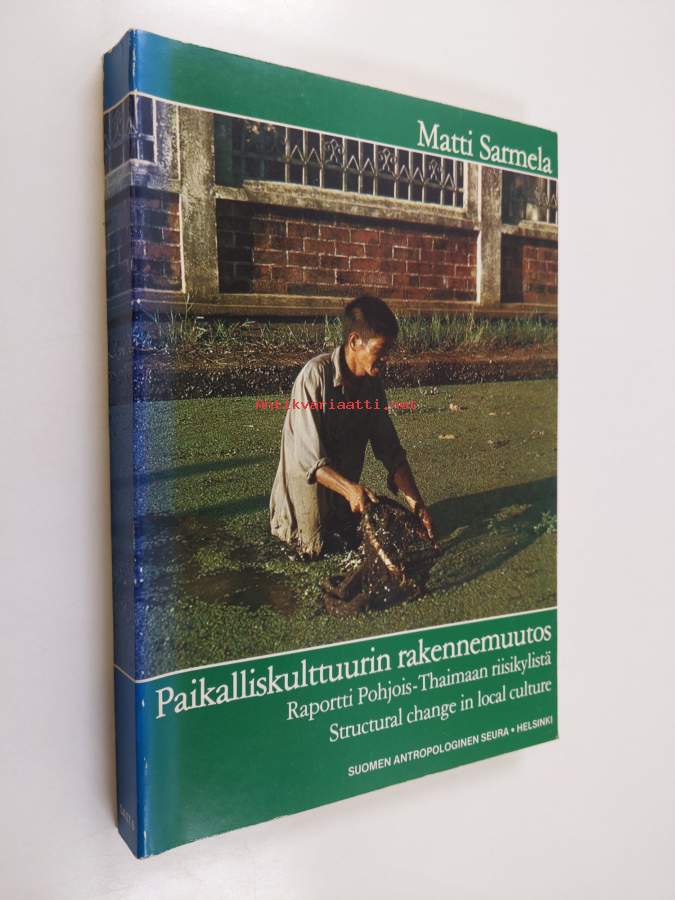 Matti Sarmela
Antikvariaatti.net
Paikalliskulttuurin rakennemuutos
Raportti Pohjois-Thaimaan riisikylistä
Structural change in local culture
SUOMEN ANTROPOLOGINEN SEURA • HELSINKI